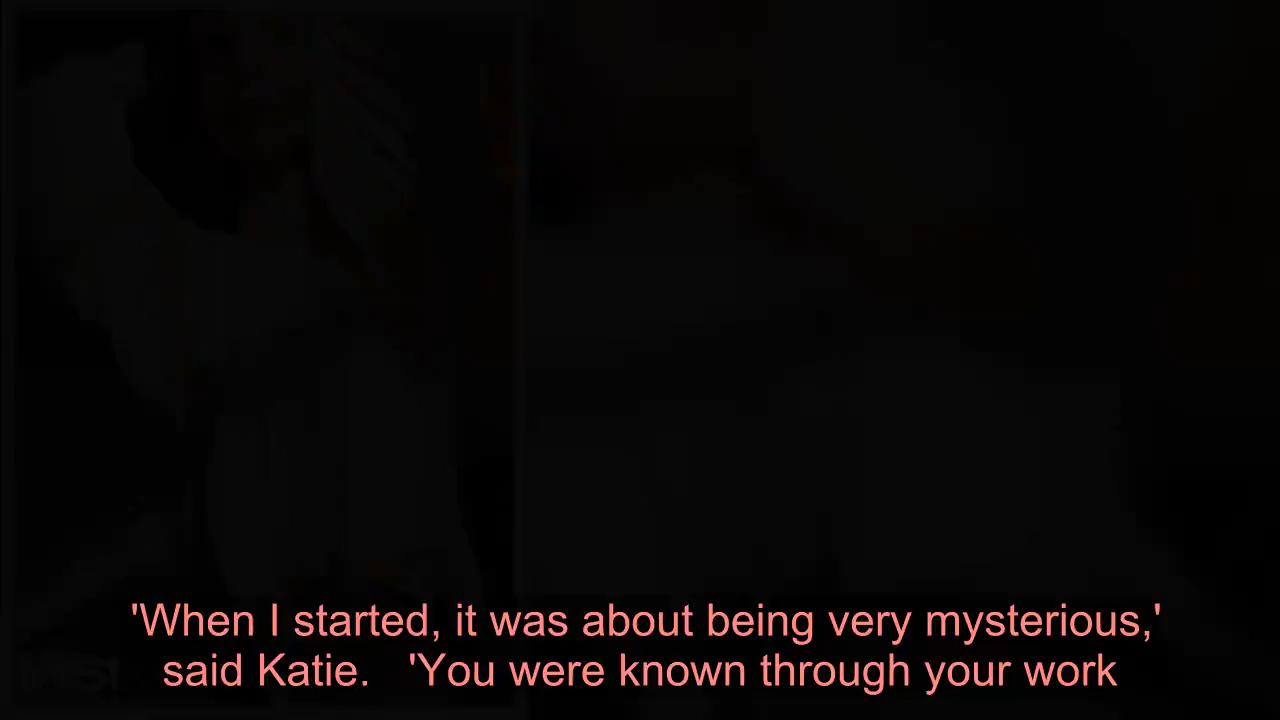 'When I started, it was about being very mysterious,'
said Katie.   'You were known through your work